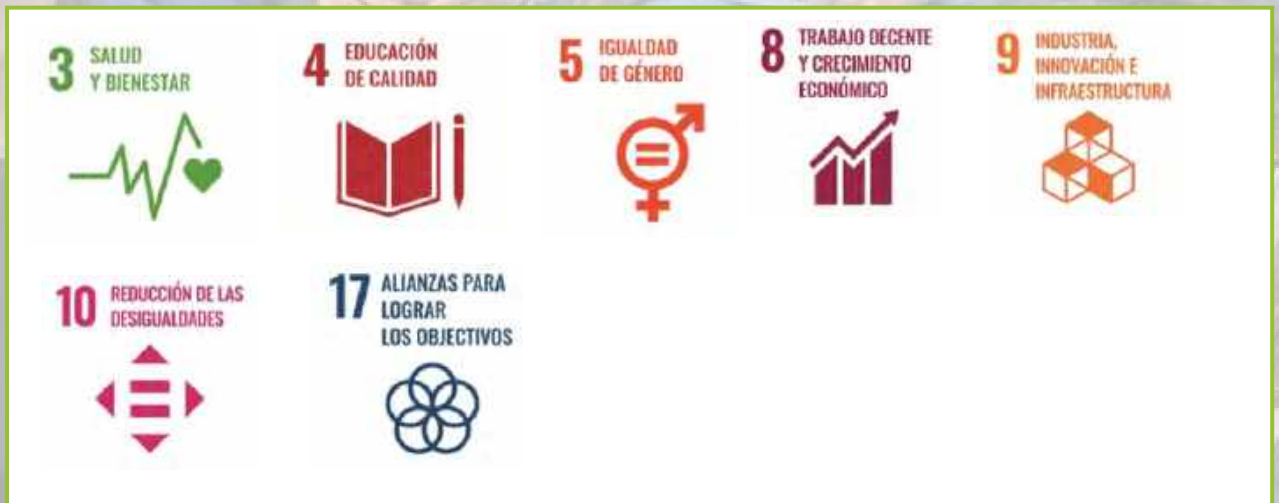 3 SALUD
Y BIENESTAR
4 EDUCACIÓN
DE CALIDAD
5 IGUALDAD
DE GÉNERO
8 TRABAJO DECENTE
Y CRECIMIENTO
ECONÓMICO
9 INDUSTRIA,
INNOVACIÓN E
INFRAESTRUCTURA
10 REDUCCIÓN DE LAS
DESIGUALDADES
17 ALIANZAS PARA
LOGRAR
LOS OBJECTIVOS